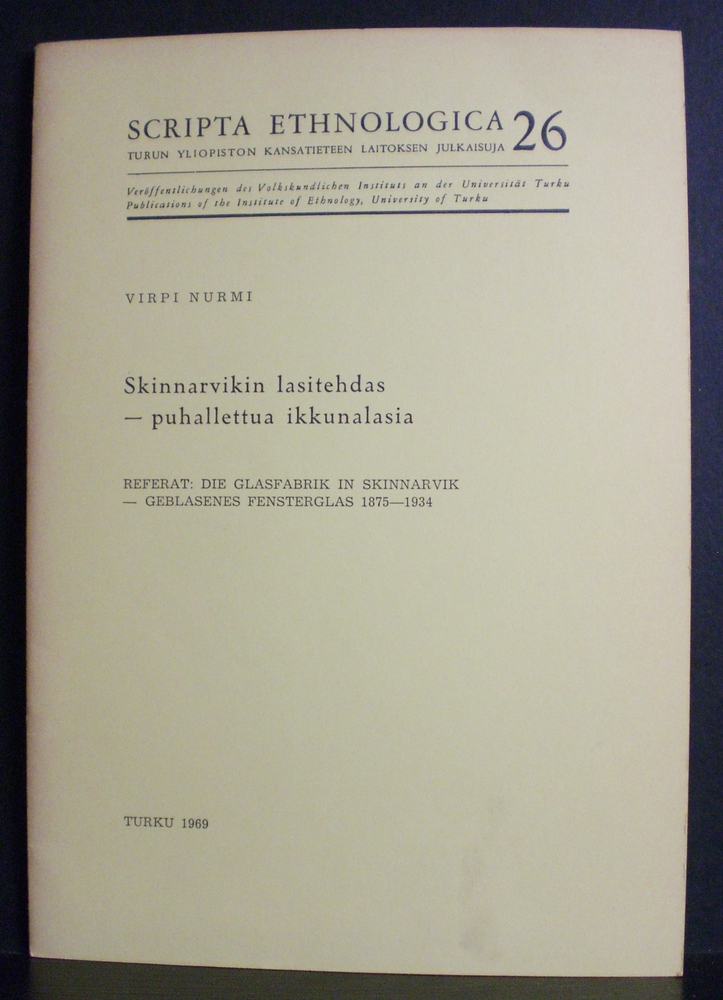 SCRIPTA ETHNOLOGICA 26
TURUN YLIOPISTON KANSATIETEEN LAITOKSEN JULKAISUJA
Veröffentlichungen des Volkskundlichen Instituts an der Universität Turku
Publications of the Institute of Ethnology, University of Turku
VIRPI NURMI
Skinnarvikin lasitehdas
— puhallettua ikkunalasia
REFERAT: DIE GLASFABRIK IN SKINNARVIK
— GEBLASENES FENSTERGLAS 1875—1934
TURKU 1969